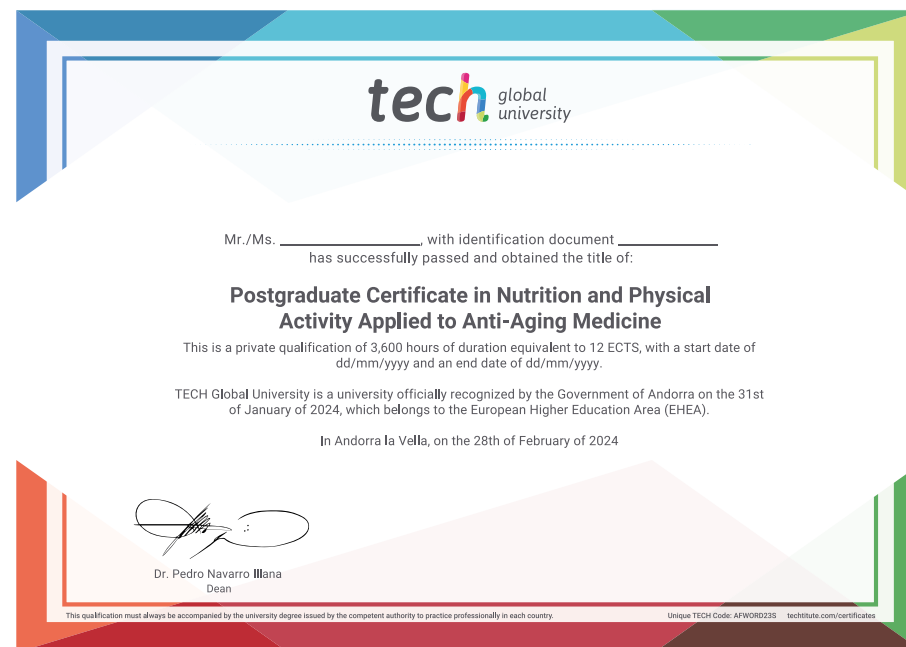 tech global
university
Mr./Ms. ____________, with identification document ____________
has successfully passed and obtained the title of:
Postgraduate Certificate in Nutrition and Physical
Activity Applied to Anti-Aging Medicine
This is a private qualification of 3,600 hours of duration equivalent to 12 ECTS, with a start date of
dd/mm/yyyy and an end date of dd/mm/yyyy.
TECH Global University is a university officially recognized by the Government of Andorra on the 31st
of January of 2024, which belongs to the European Higher Education Area (EHEA).
In Andorra la Vella, on the 28th of February of 2024
Dr. Pedro Navarro Illana
Dean
This qualification must always be accompanied by the university degree issued by the competent authority to practice professionally in each country.
Unique TECH Code: AFWORD23S techtitute.com/certificates